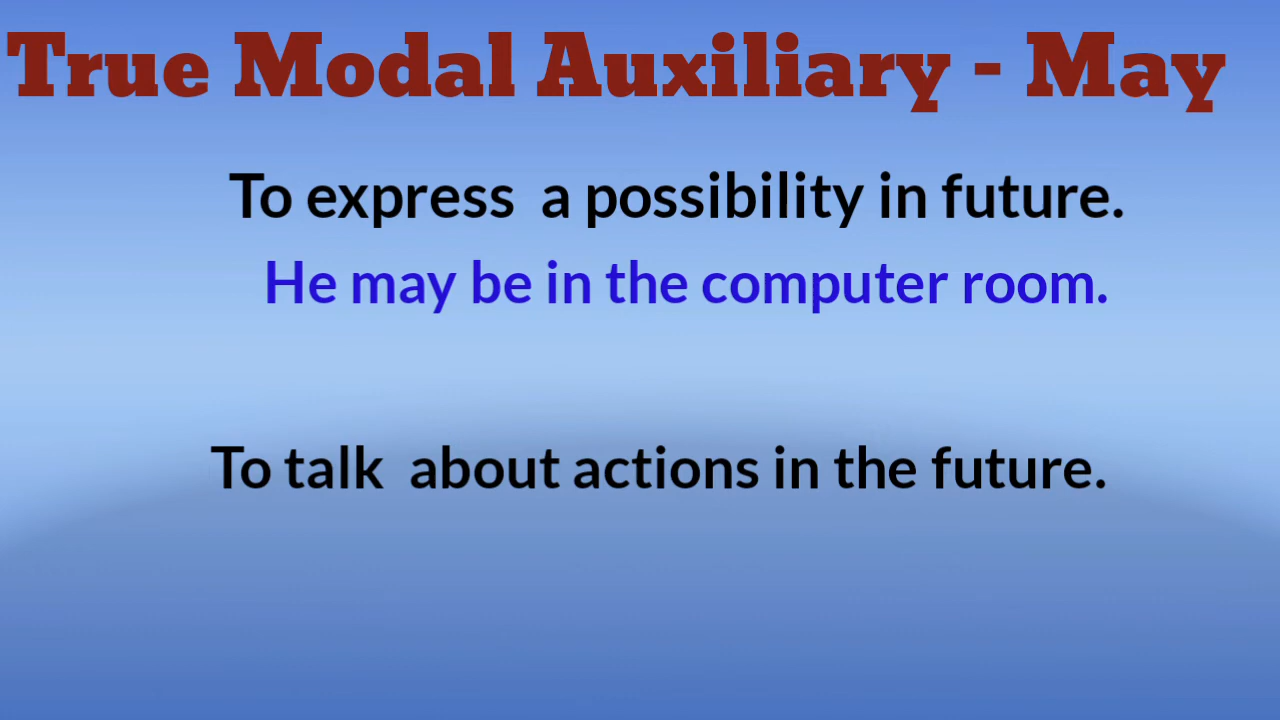 True Modal Auxiliary - May
To express a possibility in future.
He may be in the computer room.
To talk about actions in the future.